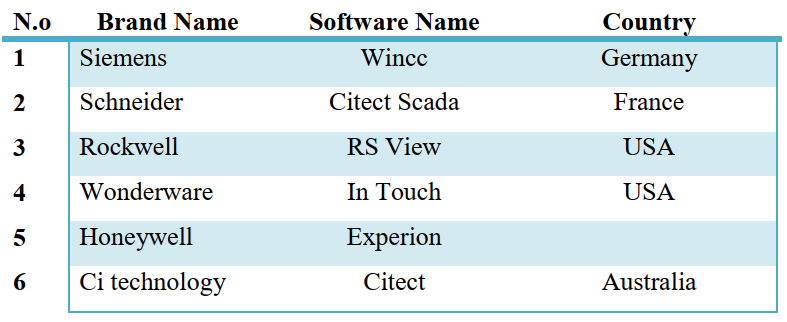 N.o Brand Name Software Name Country
1 Siemens Wincc Germany
2 Schneider Citect Scada France
3 Rockwell RS View USA
4 Wonderware In Touch USA
5 Honeywell Experion
6 Ci technology Citect Australia